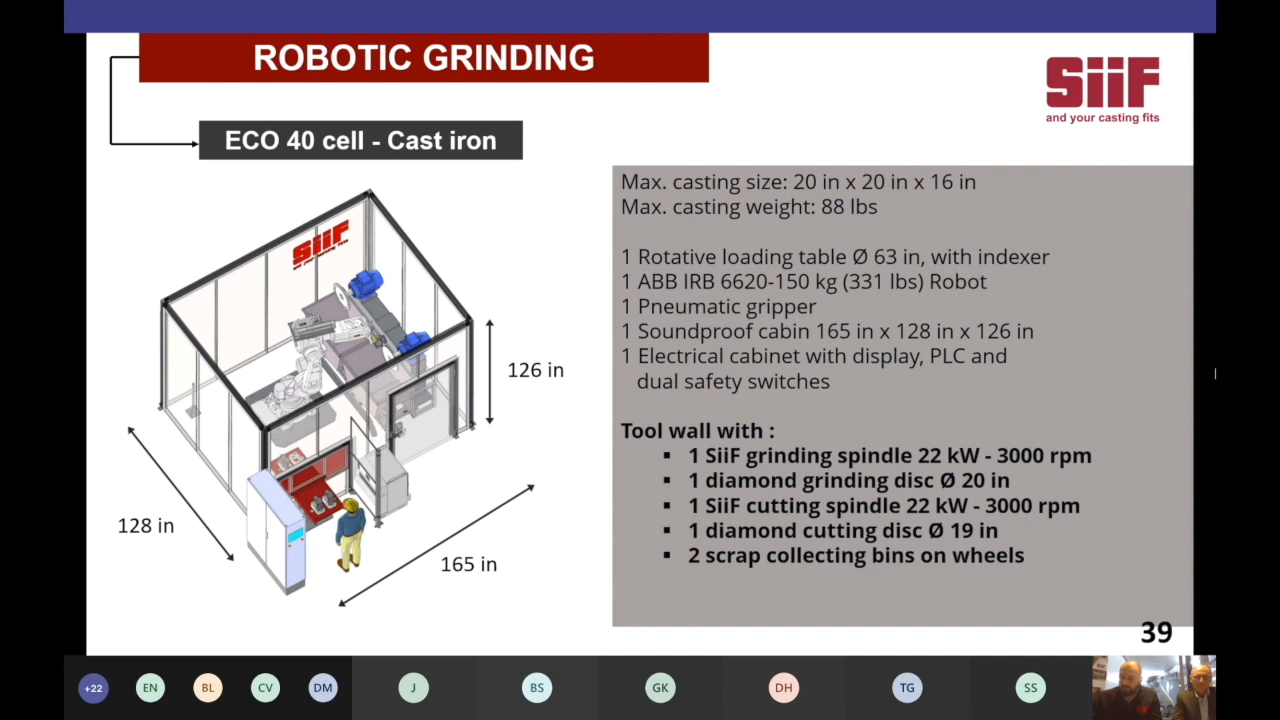 ROBOTIC GRINDING
SiiF
and your casting fits
ECO 40 cell - Cast iron
Max. casting size: 20 in x 20 in x 16 in
Max. casting weight: 88 lbs
1 Rotative loading table Ø 63 in, with indexer
1 ABB IRB 6620-150 kg (331 lbs) Robot
1 Pneumatic gripper
1 Soundproof cabin 165 in x 128 in x 126 in
1 Electrical cabinet with display, PLC and
dual safety switches
Tool wall with :
▪ 1 SiiF grinding spindle 22 kW - 3000 rpm
▪ 1 diamond grinding disc Ø 20 in
▪ 1 SiiF cutting spindle 22 kW - 3000 rpm
▪ 1 diamond cutting disc Ø 19 in
▪ 2 scrap collecting bins on wheels
SiiF
126 in
128 in
165 in
39
+22
EN
BL
CV
DM
J
BS
GK
DH
TG
SS